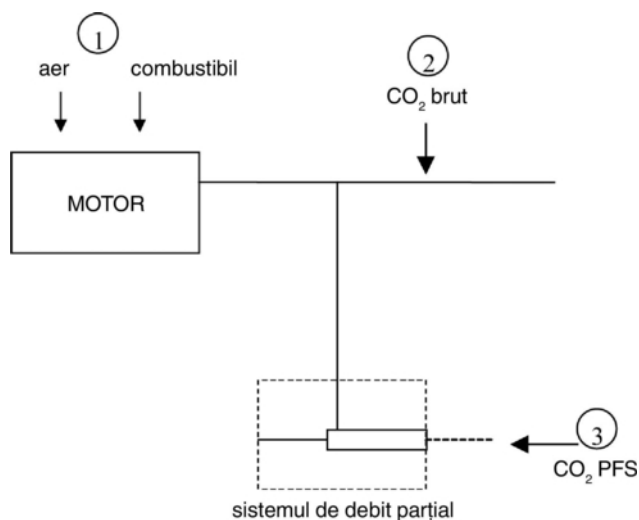 1
aer combustibil
2
CO₂ brut
MOTOR
3
CO₂ PFS
sistemul de debit parțial